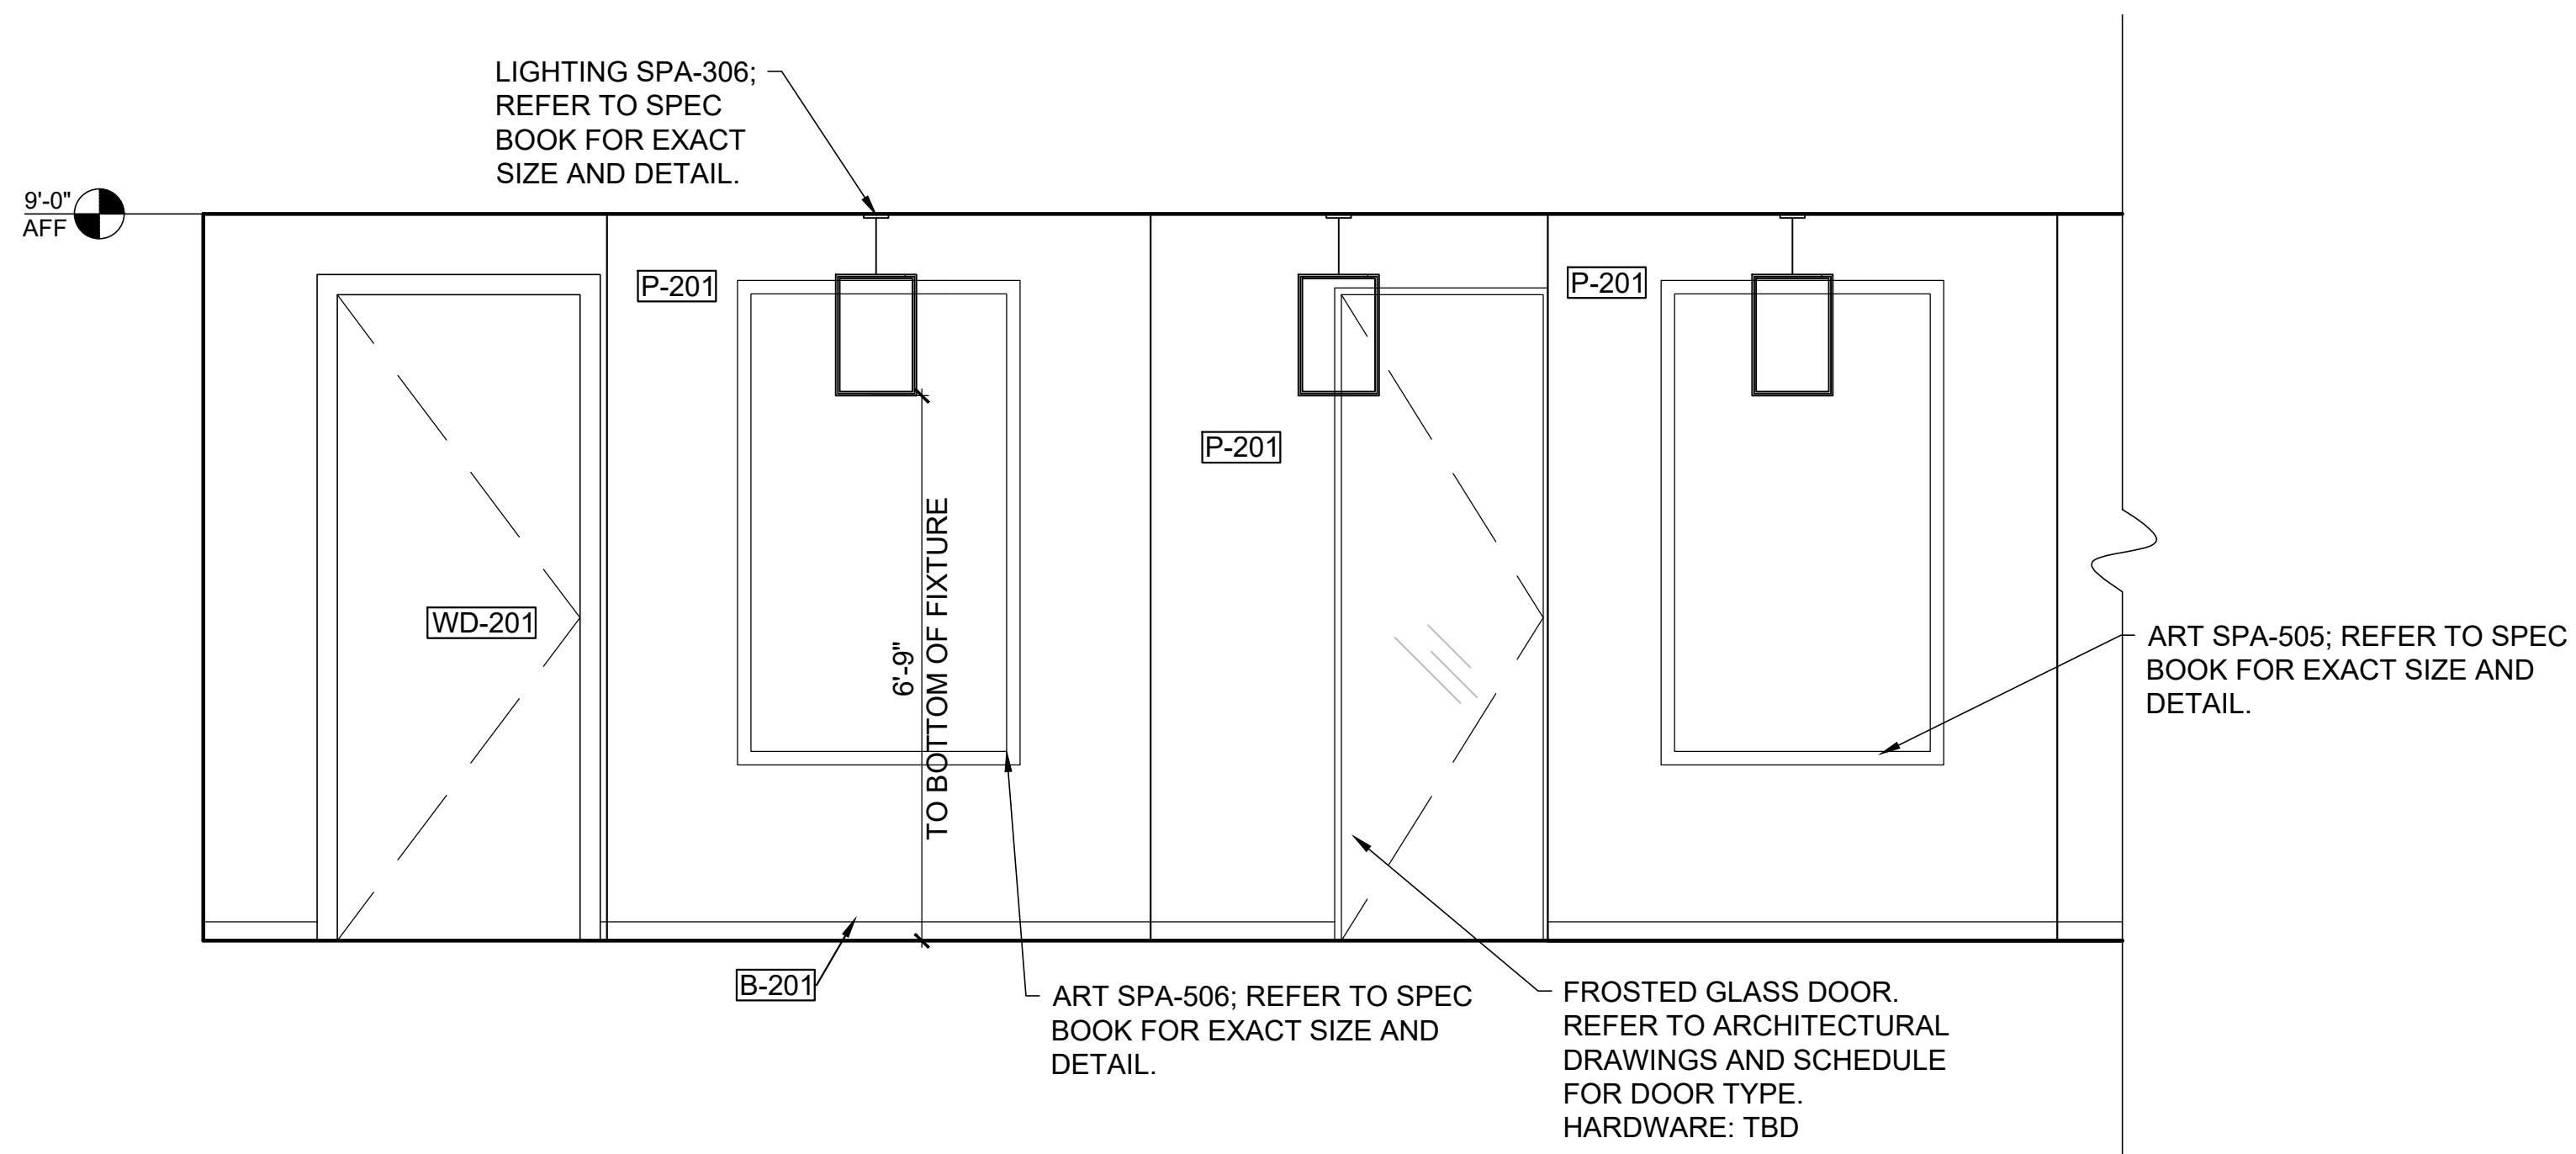 LIGHTING SPA-306;
REFER TO SPEC
BOOK FOR EXACT
SIZE AND DETAIL.
9'-0"
AFF
P-201
P-201
P-201
WD-201
6'-9"
TO BOTTOM OF FIXTURE
ART SPA-505; REFER TO SPEC
BOOK FOR EXACT SIZE AND
DETAIL.
B-201
ART SPA-506; REFER TO SPEC
BOOK FOR EXACT SIZE AND
DETAIL.
FROSTED GLASS DOOR.
REFER TO ARCHITECTURAL
DRAWINGS AND SCHEDULE
FOR DOOR TYPE.
HARDWARE: TBD